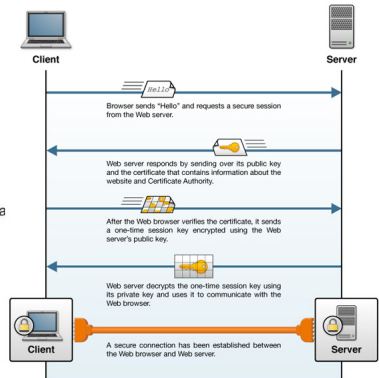 Client
Server
Hello
Browser sends "Hello" and requests a secure session
from the Web server.
Web server responds by sending over its public key
and the certificate that contains information about the
website and Certificate Authority.
a
After the Web browser verifies the certificate, it sends
a one-time session key encrypted using the Web
server's public key.
Web server decrypts the one-time session key using
its private key and uses it to communicate with the
Web browser.
Client
Server
A secure connection has been established between
the Web browser and Web server.